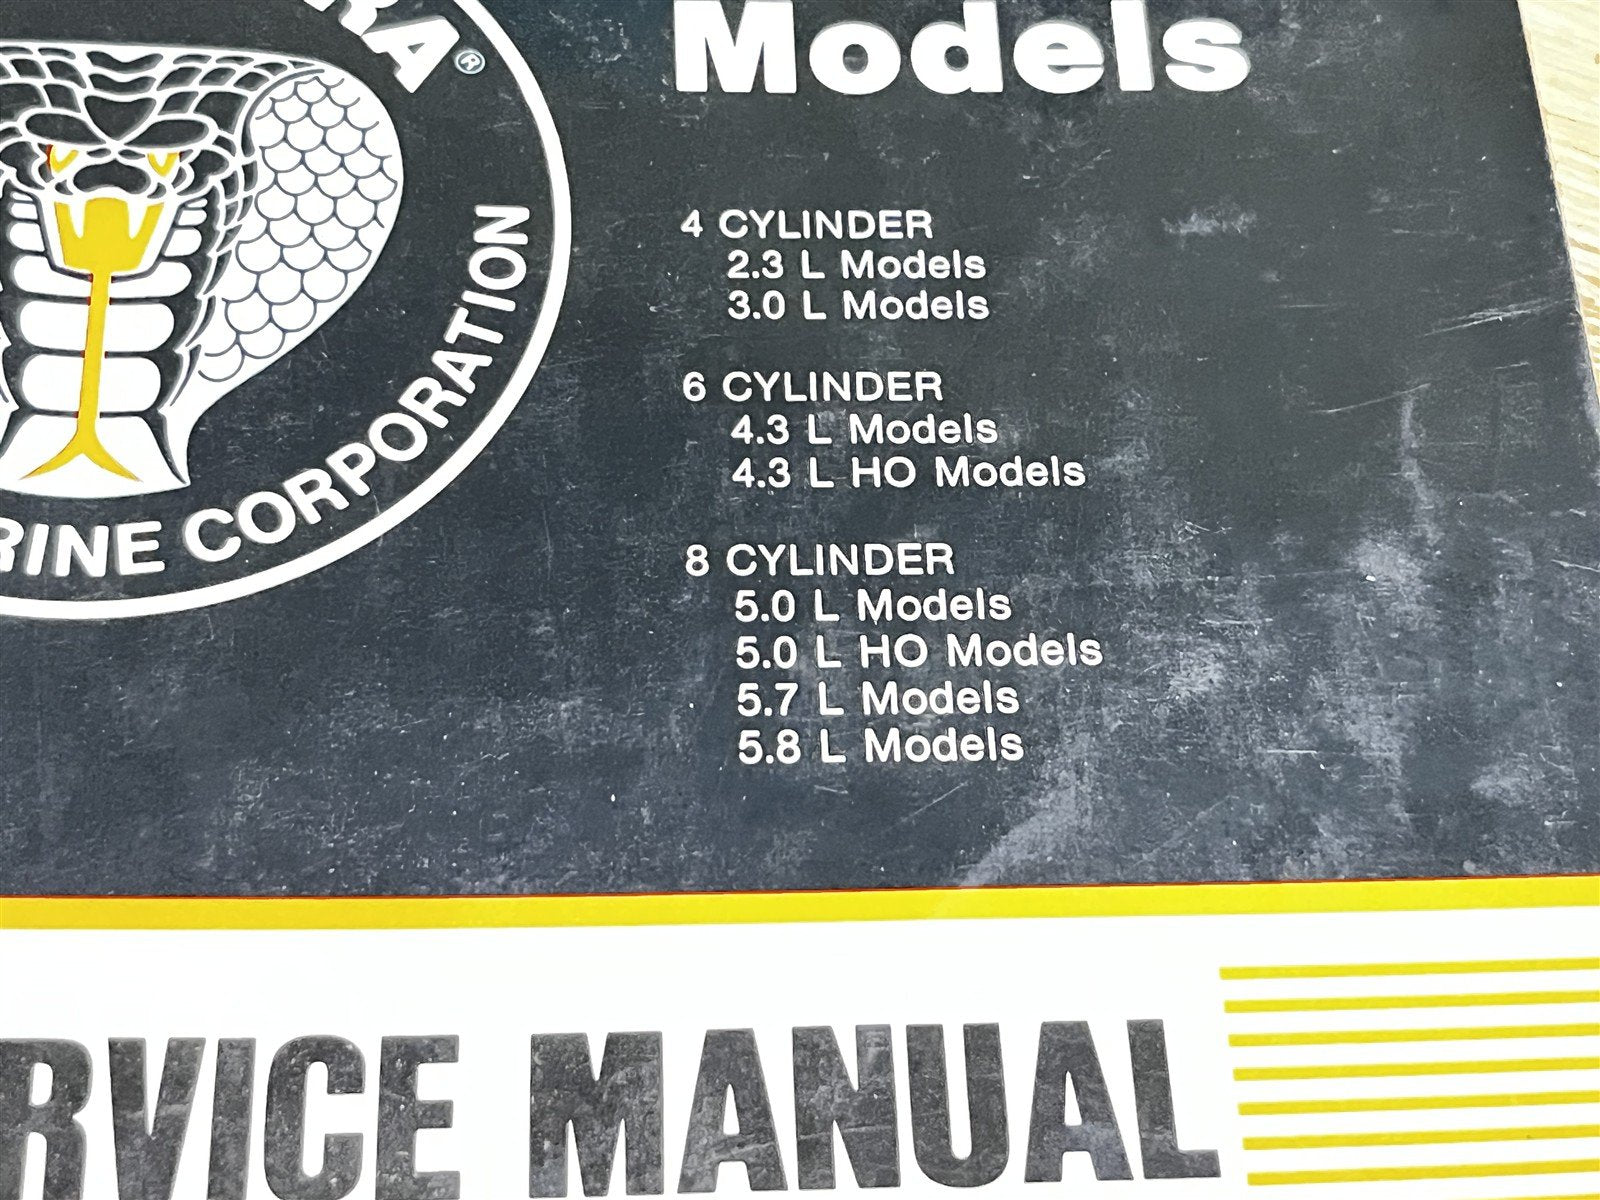 Models
4 CYLINDER
2.3 L Models
3.0 L Models
6 CYLINDER
4.3 L Models
4.3 L HO Models
8 CYLINDER
5.0 L Models
5.0 L HO Models
5.7 L Models
5.8 L Models
RA®
RINE CORPORATION
RVICE MANUAL